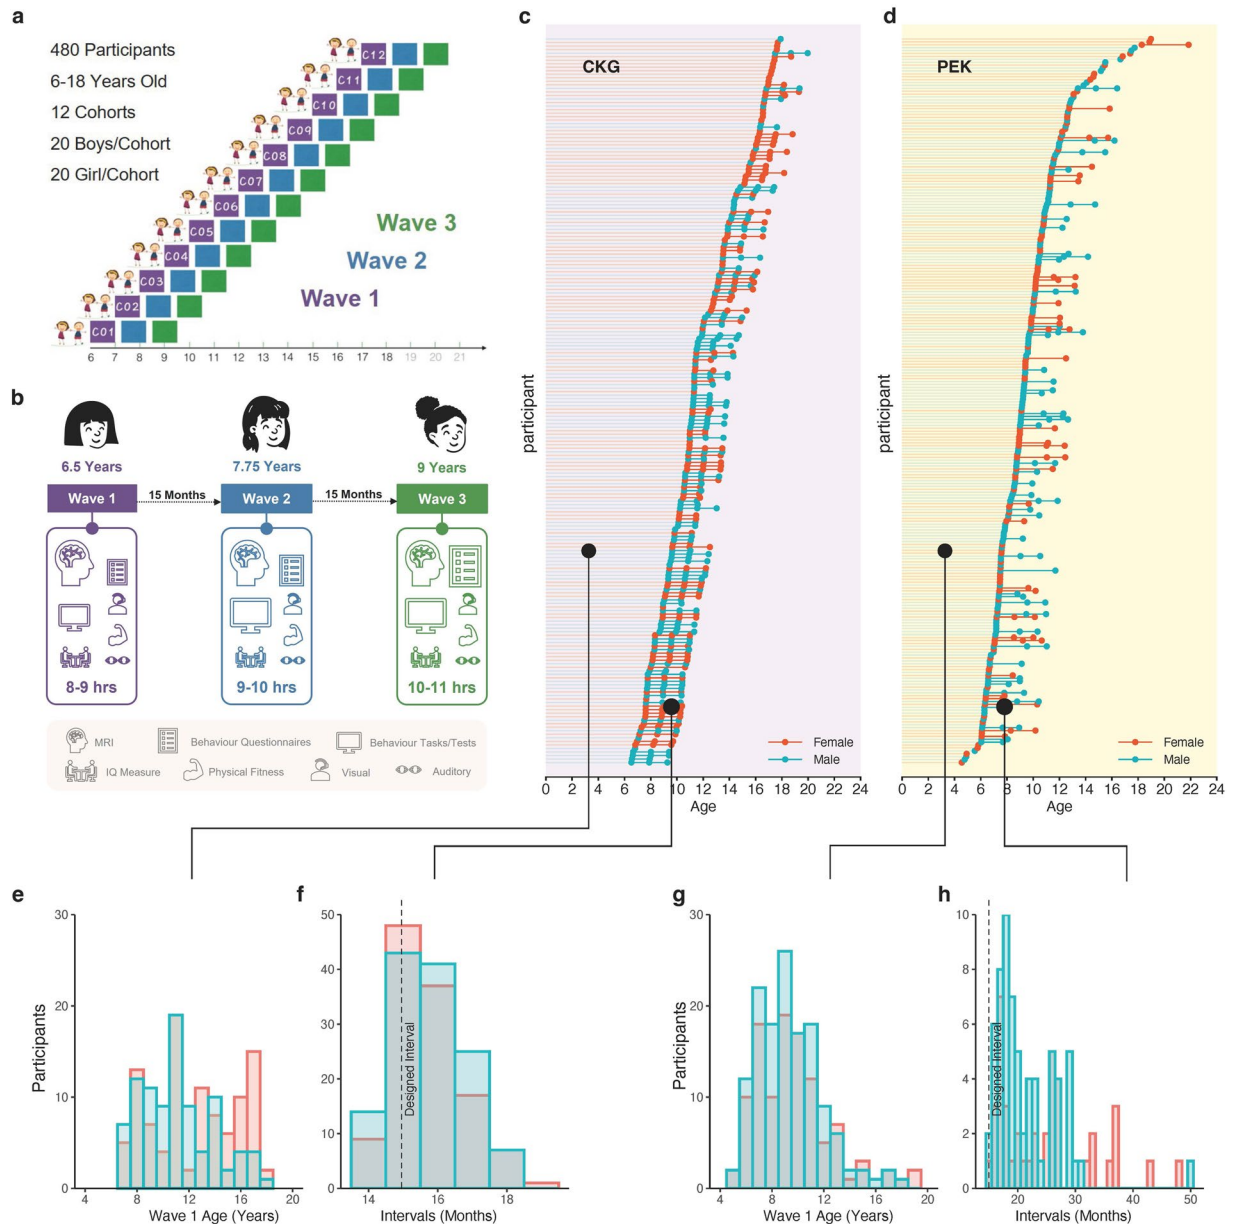 a
480 Participants
6-18 Years Old
12 Cohorts
20 Boys/Cohort
20 Girl/Cohort
C12
C11
C10
C09
C08
C07
C06
C05
C04
C03
C02
C01
Wave 3
Wave 2
Wave 1
6 7 8 9 10 11 12 13 14 15 16 17 18 19 20 21
b
6.5 Years 7.75 Years 9 Years
Wave 1 15 Months Wave 2 15 Months Wave 3
8-9 hrs 9-10 hrs 10-11 hrs
MRI Behaviour Questionnaires Behaviour Tasks/Tests
IQ Measure Physical Fitness Visual Auditory
c
CKG
participant
Female
Male
0 2 4 6 8 10 12 14 16 18 20 22 24
Age
d
PEK
participant
Female
Male
0 2 4 6 8 10 12 14 16 18 20 22 24
Age
e
30
20
10
0
Participants
4 8 12 16 20
Wave 1 Age (Years)
f
50
40
30
20
10
0
Designed Interval
14 16 18
Intervals (Months)
g
30
20
10
0
Participants
4 8 12 16 20
Wave 1 Age (Years)
h
10
8
6
4
2
0
Designed Interval
20 30 40 50
Intervals (Months)